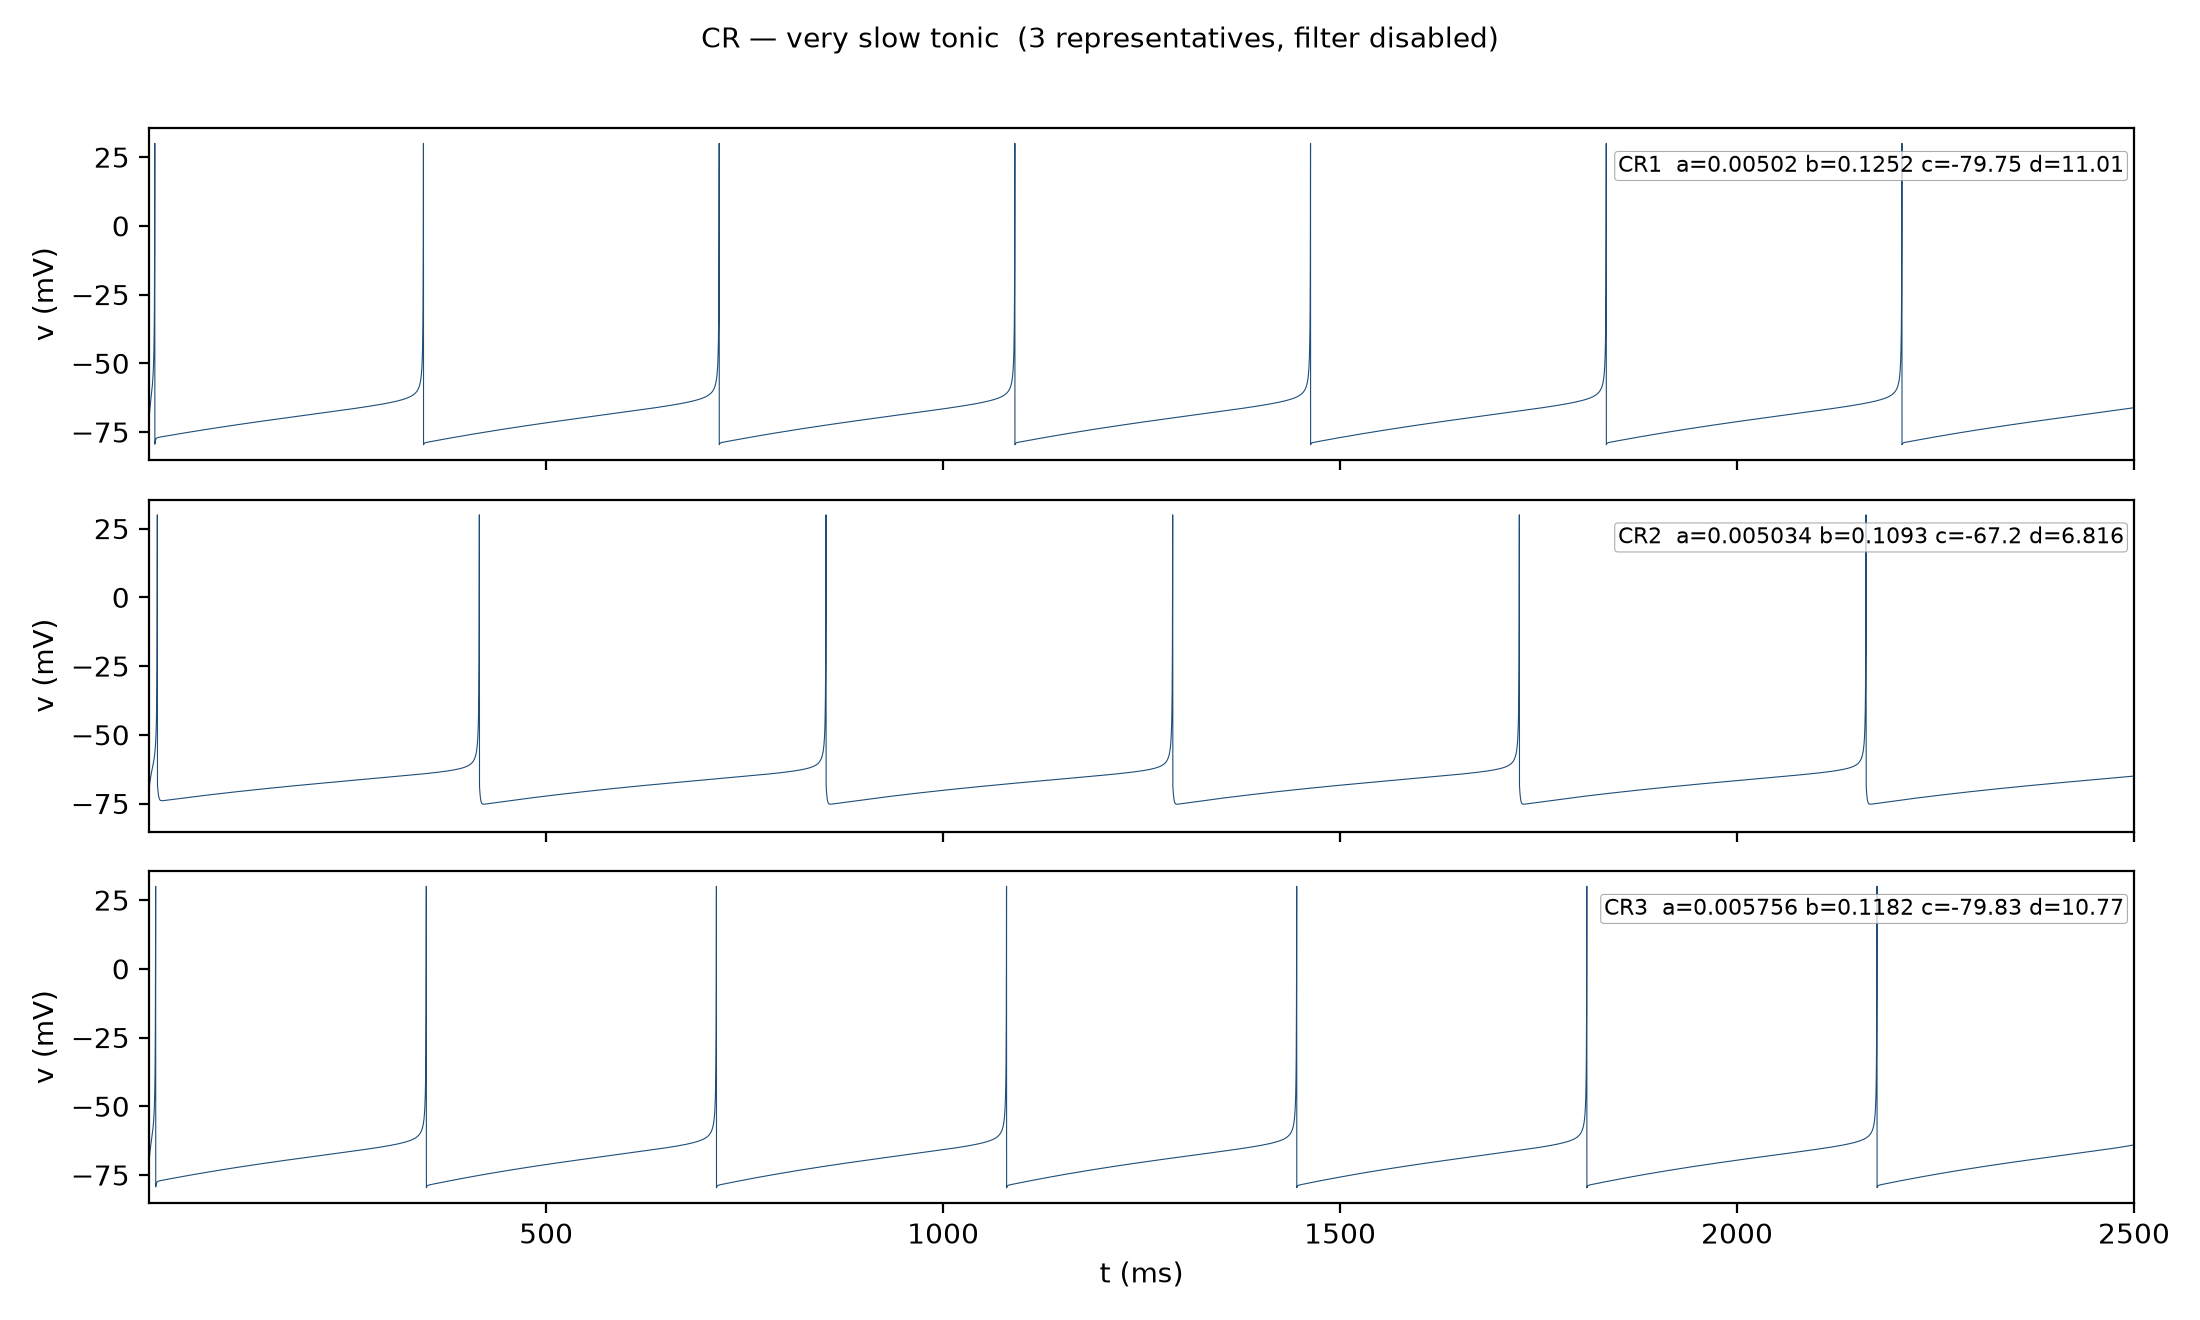 CR — very slow tonic  (3 representatives, filter disabled)
25
0
−25
−50
−75
v (mV)
CR1  a=0.00502 b=0.1252 c=-79.75 d=11.01
25
0
−25
−50
−75
v (mV)
CR2  a=0.005034 b=0.1093 c=-67.2 d=6.816
25
0
−25
−50
−75
v (mV)
CR3  a=0.005756 b=0.1182 c=-79.83 d=10.77
500 1000 1500 2000 2500
t (ms)